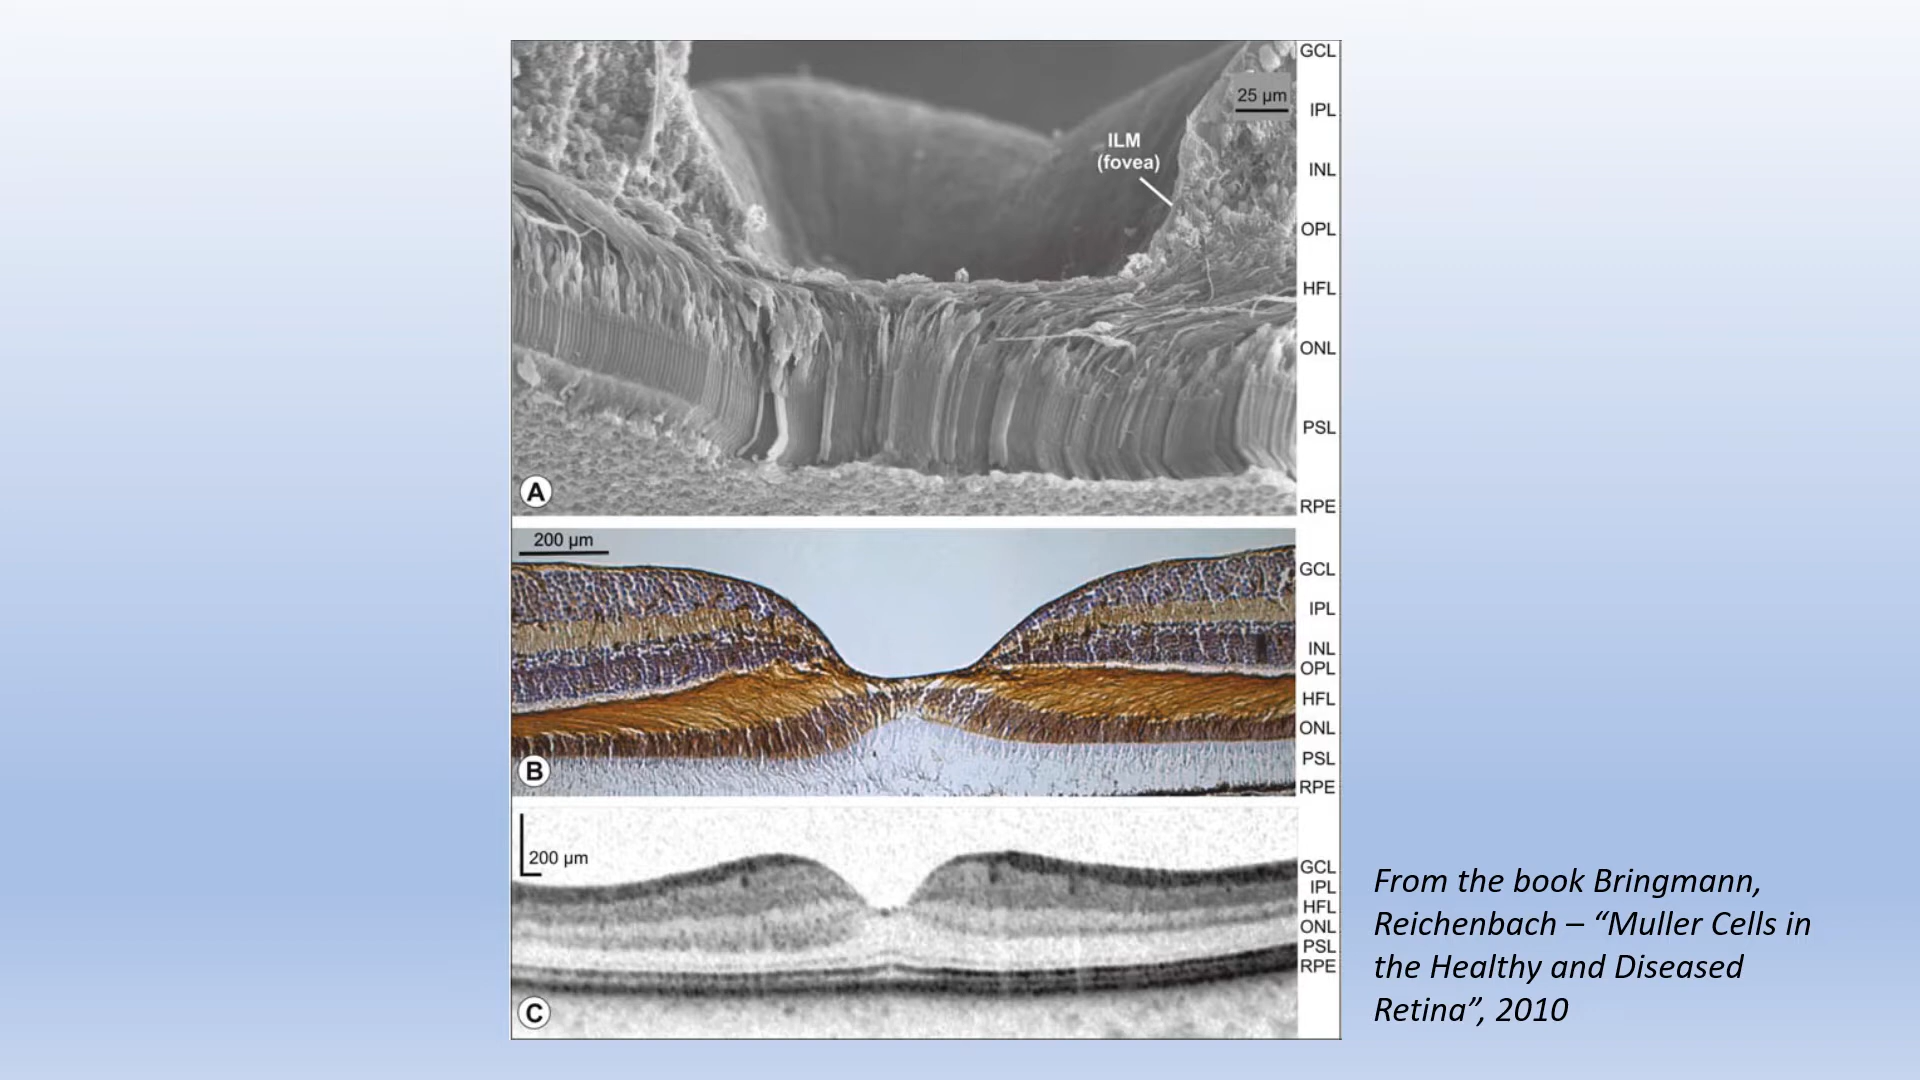 GCL
25 µm
IPL
ILM
(fovea)
INL
OPL
HFL
ONL
PSL
A
RPE
200 µm
GCL
IPL
INL
OPL
HFL
ONL
PSL
B
RPE
200 µm
GCL
IPL
HFL
ONL
PSL
RPE
C
From the book Bringmann,
Reichenbach – “Muller Cells in
the Healthy and Diseased
Retina”, 2010